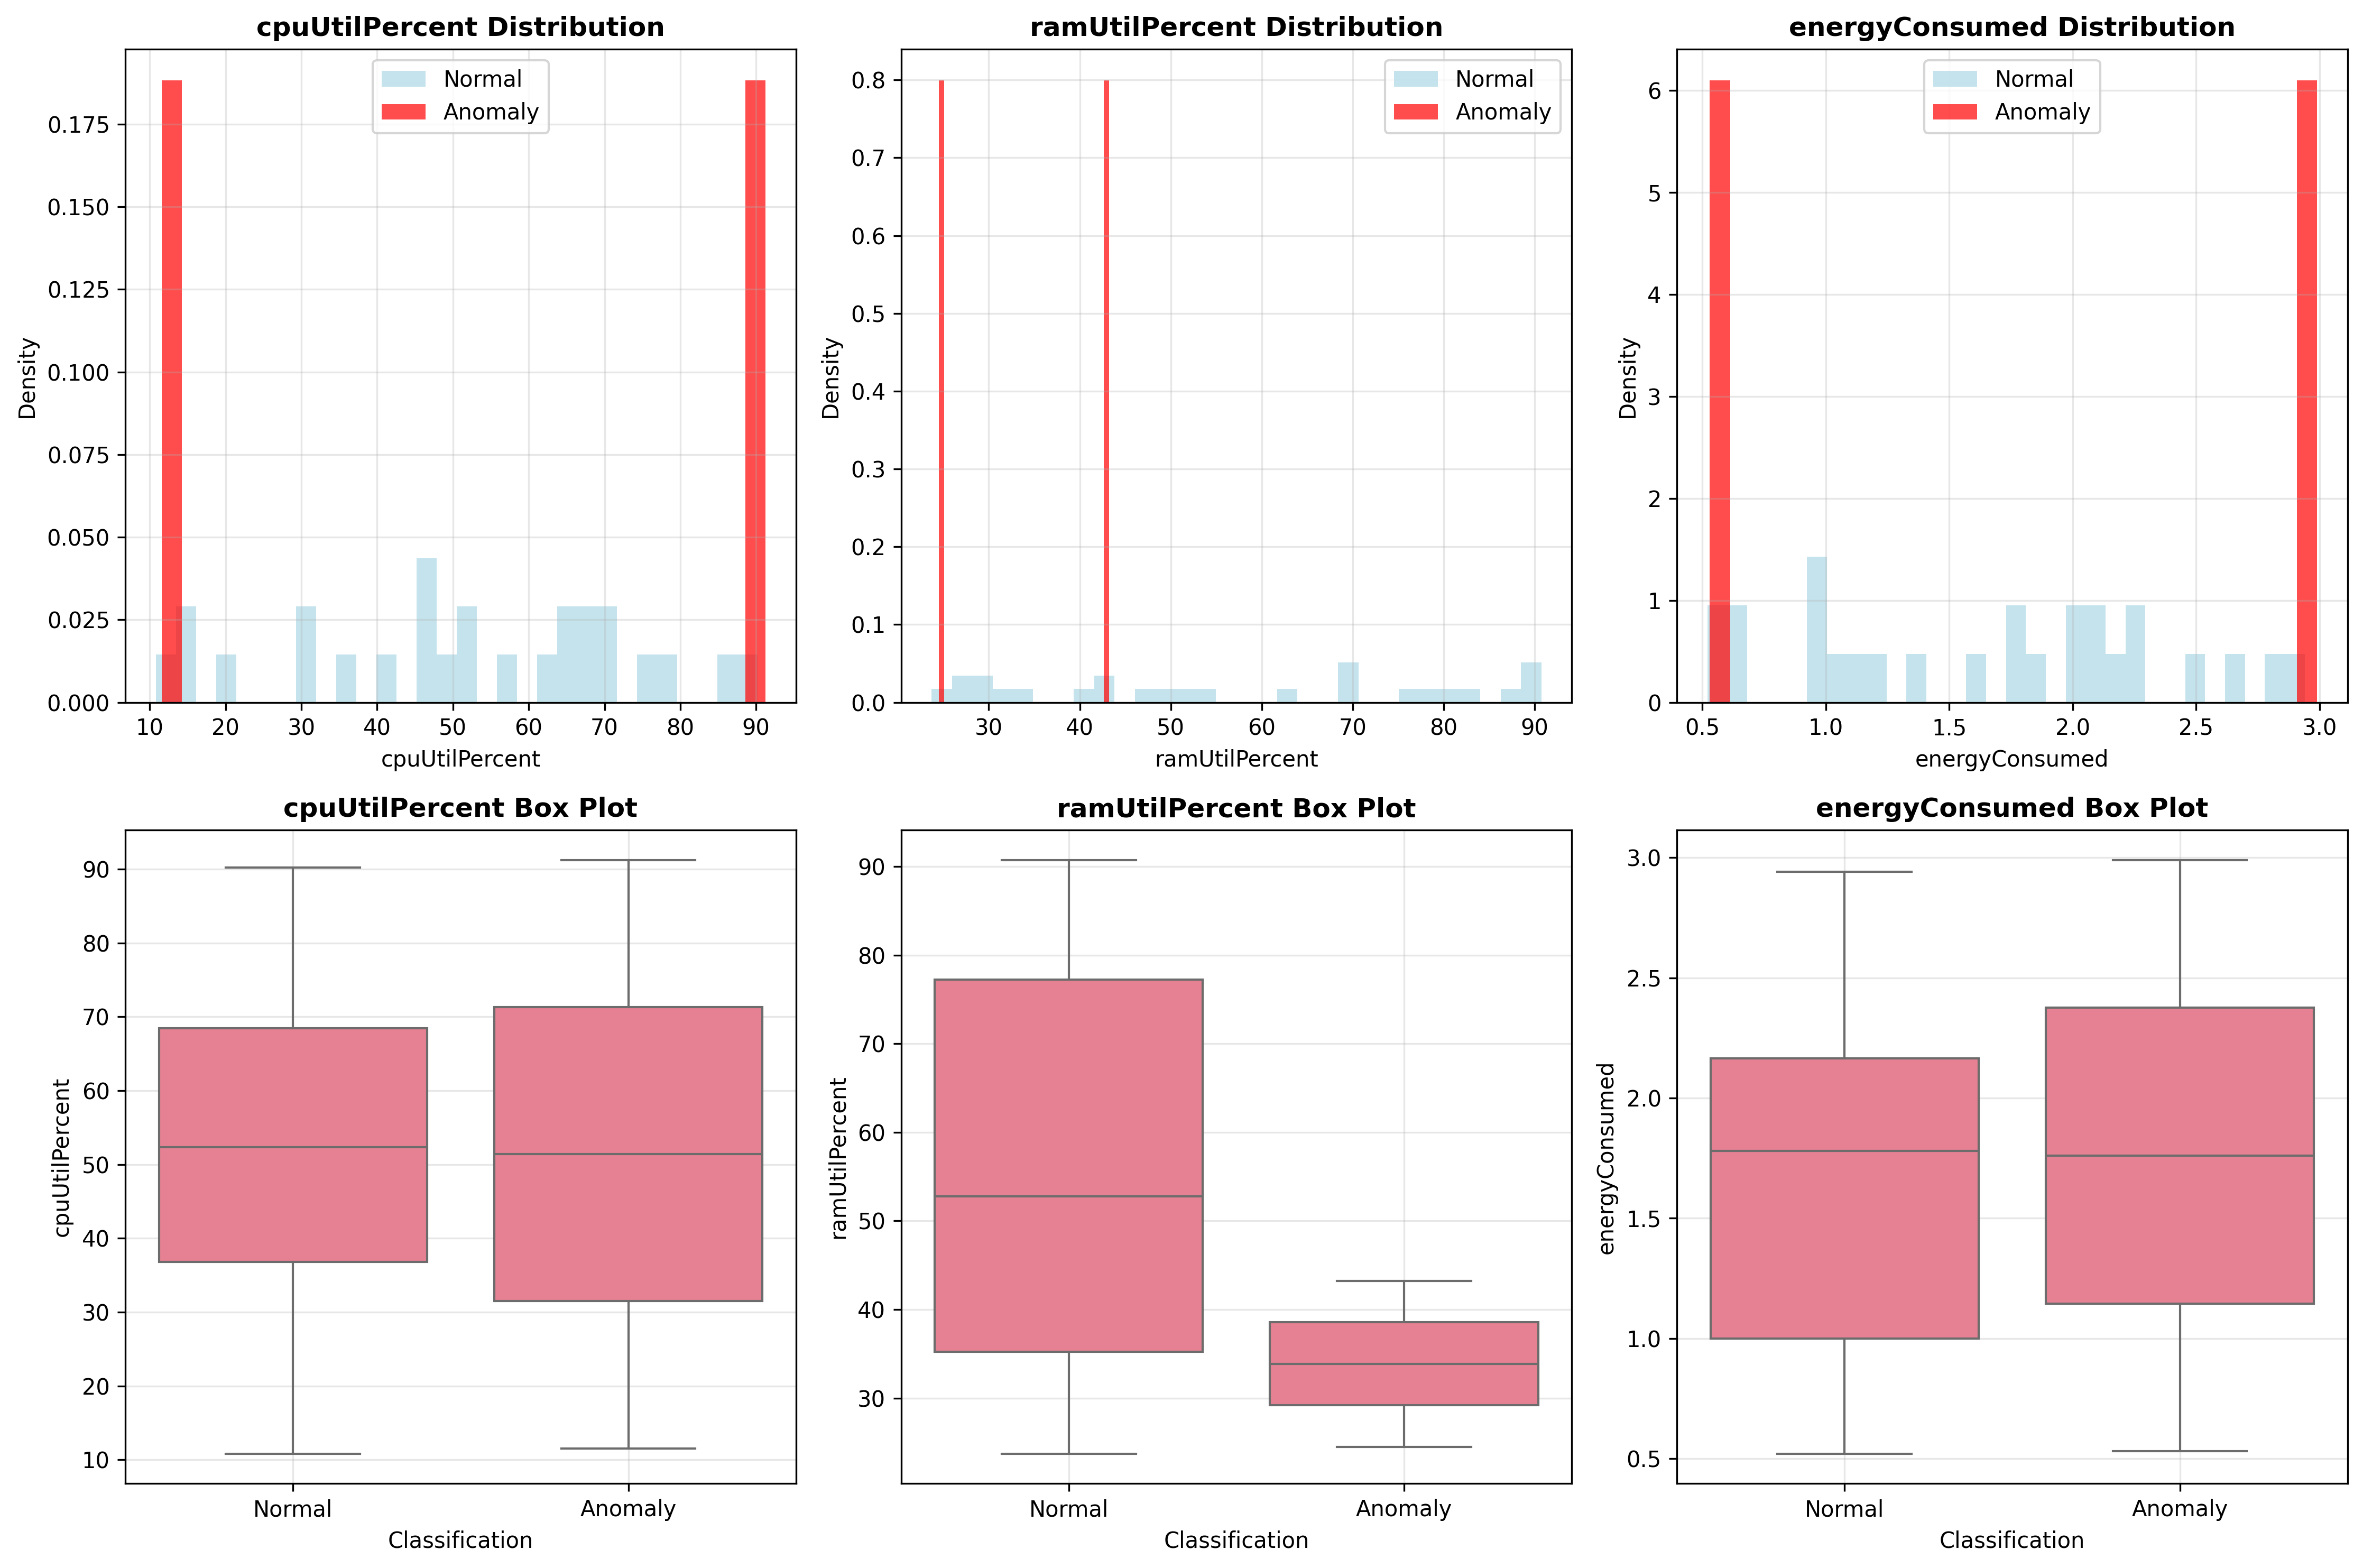 cpuUtilPercent Distribution
Normal
Anomaly
0.175
0.150
0.125
0.100
0.075
0.050
0.025
0.000
Density
10 20 30 40 50 60 70 80 90
cpuUtilPercent
ramUtilPercent Distribution
Normal
Anomaly
0.8
0.7
0.6
0.5
0.4
0.3
0.2
0.1
0.0
Density
30 40 50 60 70 80 90
ramUtilPercent
energyConsumed Distribution
Normal
Anomaly
6
5
4
3
2
1
0
Density
0.5 1.0 1.5 2.0 2.5 3.0
energyConsumed
cpuUtilPercent Box Plot
90
80
70
60
50
40
30
20
10
cpuUtilPercent
Normal Anomaly
Classification
ramUtilPercent Box Plot
90
80
70
60
50
40
30
ramUtilPercent
Normal Anomaly
Classification
energyConsumed Box Plot
3.0
2.5
2.0
1.5
1.0
0.5
energyConsumed
Normal Anomaly
Classification